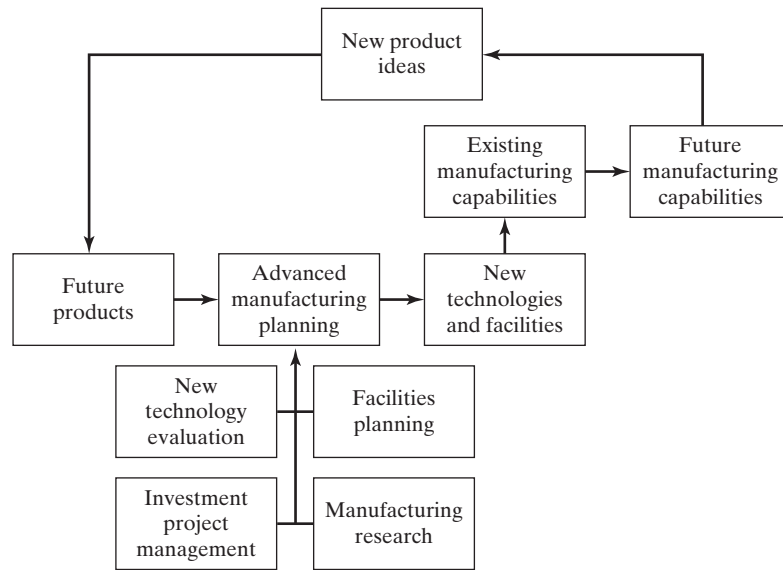 New product
ideas
Existing
manufacturing
capabilities
Future
manufacturing
capabilities
Future
products
Advanced
manufacturing
planning
New
technologies
and facilities
New
technology
evaluation
Facilities
planning
Investment
project
management
Manufacturing
research